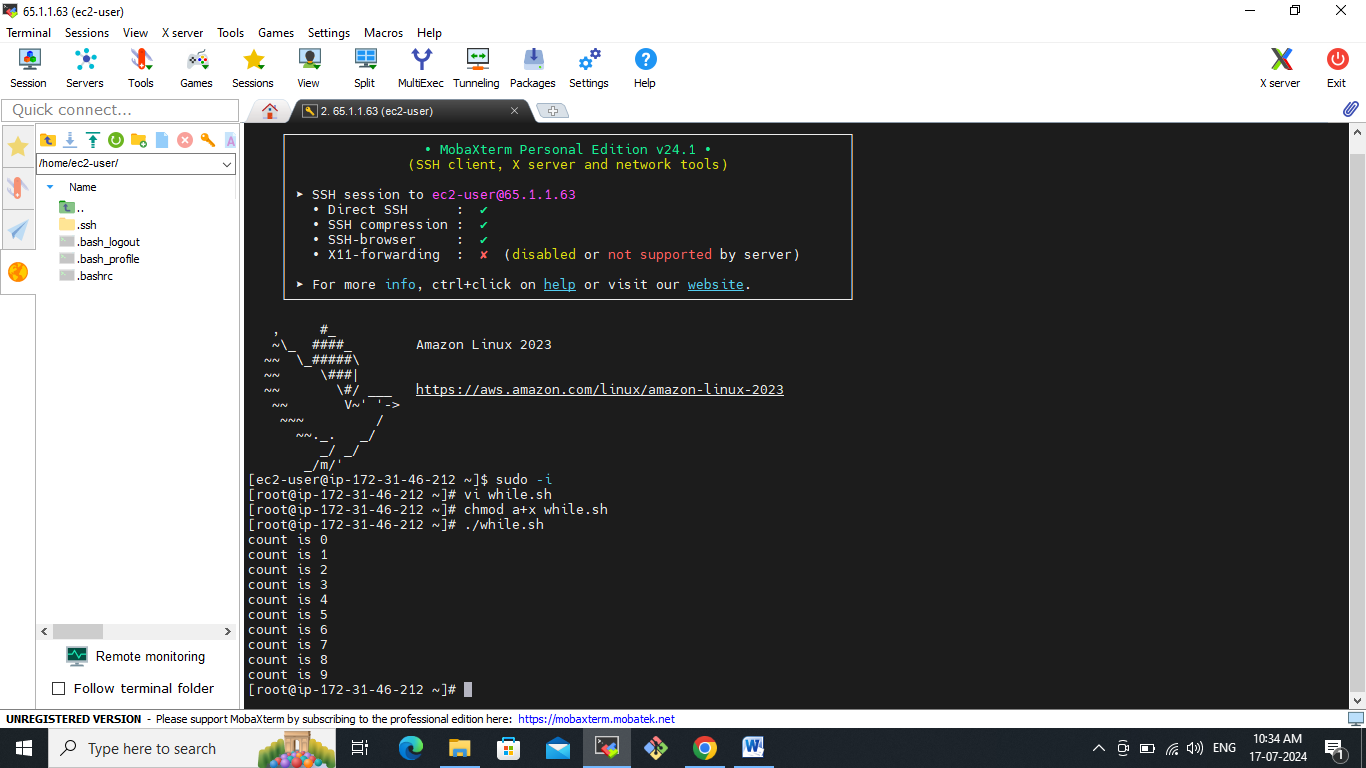 65.1.1.63 (ec2-user)
Terminal Sessions View X server Tools Games Settings Macros Help
Session Servers Tools Games Sessions View Split MultiExec Tunneling Packages Settings Help X server Exit
Quick connect...
2. 65.1.1.63 (ec2-user)
/home/ec2-user/
Name
..
.ssh
.bash_logout
.bash_profile
.bashrc
Remote monitoring
Follow terminal folder
• MobaXterm Personal Edition v24.1 •
(SSH client, X server and network tools)
➤ SSH session to ec2-user@65.1.1.63
• Direct SSH : ✔
• SSH compression : ✔
• SSH-browser : ✔
• X11-forwarding : ✘ (disabled or not supported by server)
➤ For more info, ctrl+click on help or visit our website.
   ,     #_
   ~\_  ####_        Amazon Linux 2023
  ~~  \_#####\
  ~~     \###|
  ~~       \#/ ___   https://aws.amazon.com/linux/amazon-linux-2023
   ~~       V~' '->
    ~~~         /
      ~~._.   _/
         _/ _/
       _/m/'
[ec2-user@ip-172-31-46-212 ~]$ sudo -i
[root@ip-172-31-46-212 ~]# vi while.sh
[root@ip-172-31-46-212 ~]# chmod a+x while.sh
[root@ip-172-31-46-212 ~]# ./while.sh
count is 0
count is 1
count is 2
count is 3
count is 4
count is 5
count is 6
count is 7
count is 8
count is 9
[root@ip-172-31-46-212 ~]#
UNREGISTERED VERSION - Please support MobaXterm by subscribing to the professional edition here: https://mobaxterm.mobatek.net
Type here to search
ENG
10:34 AM
17-07-2024
1